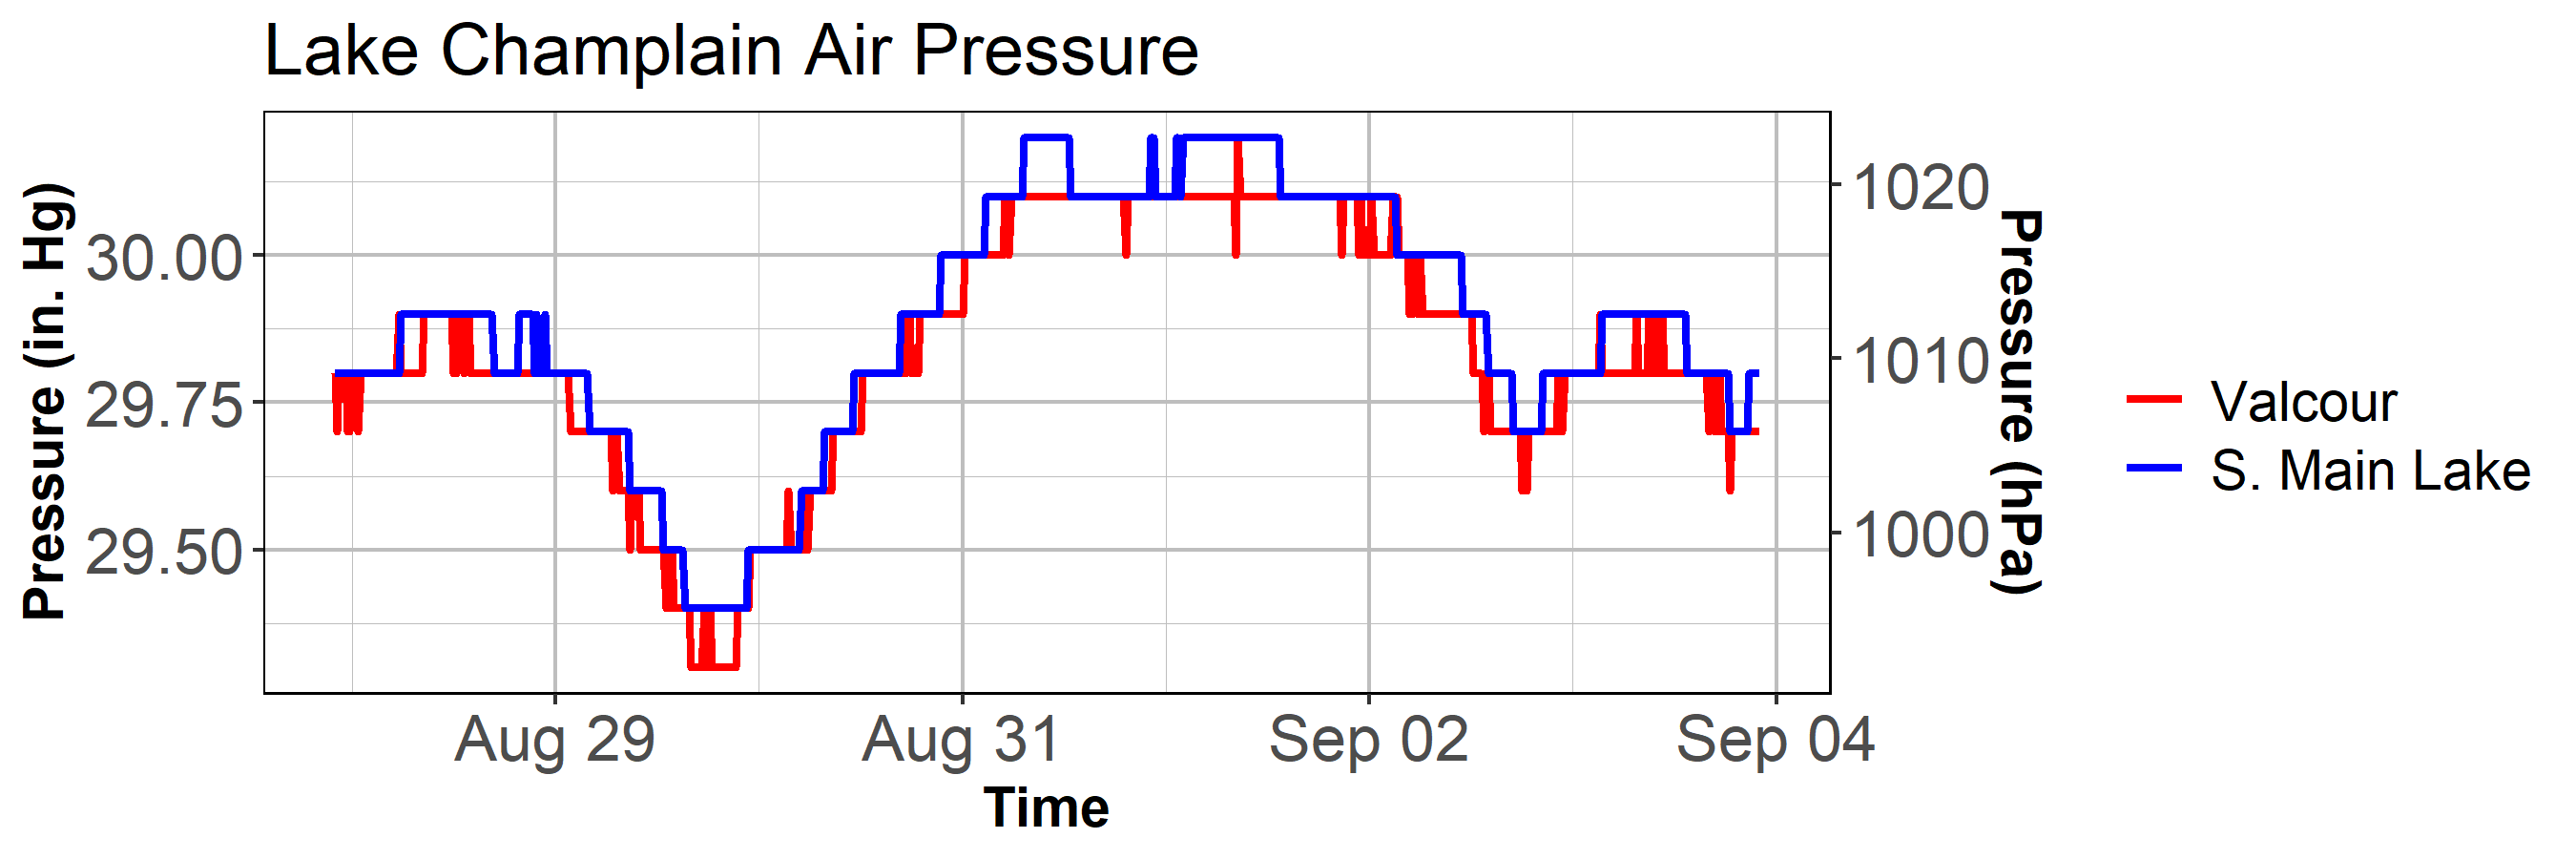 Lake Champlain Air Pressure
Pressure (in. Hg)
30.00
29.75
29.50
1020
1010
1000
Pressure (hPa)
Aug 29
Aug 31
Sep 02
Sep 04
Time
Valcour
S. Main Lake